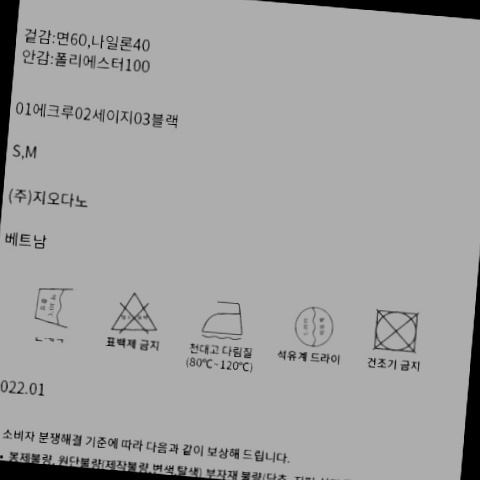 겉감:면60,나일론40
안감:폴리에스터100
01에크루02세이지03블랙
S,M
(주)지오다노
베트남
표백제 금지
천대고 다림질
(80℃~120℃)
석유계 드라이
건조기 금지
022.01
소비자 분쟁해결 기준에 따라 다음과 같이 보상해 드립니다.
• 봉제불량, 원단불량(제작불량,변색,탈색) 부자재 불량(단추,